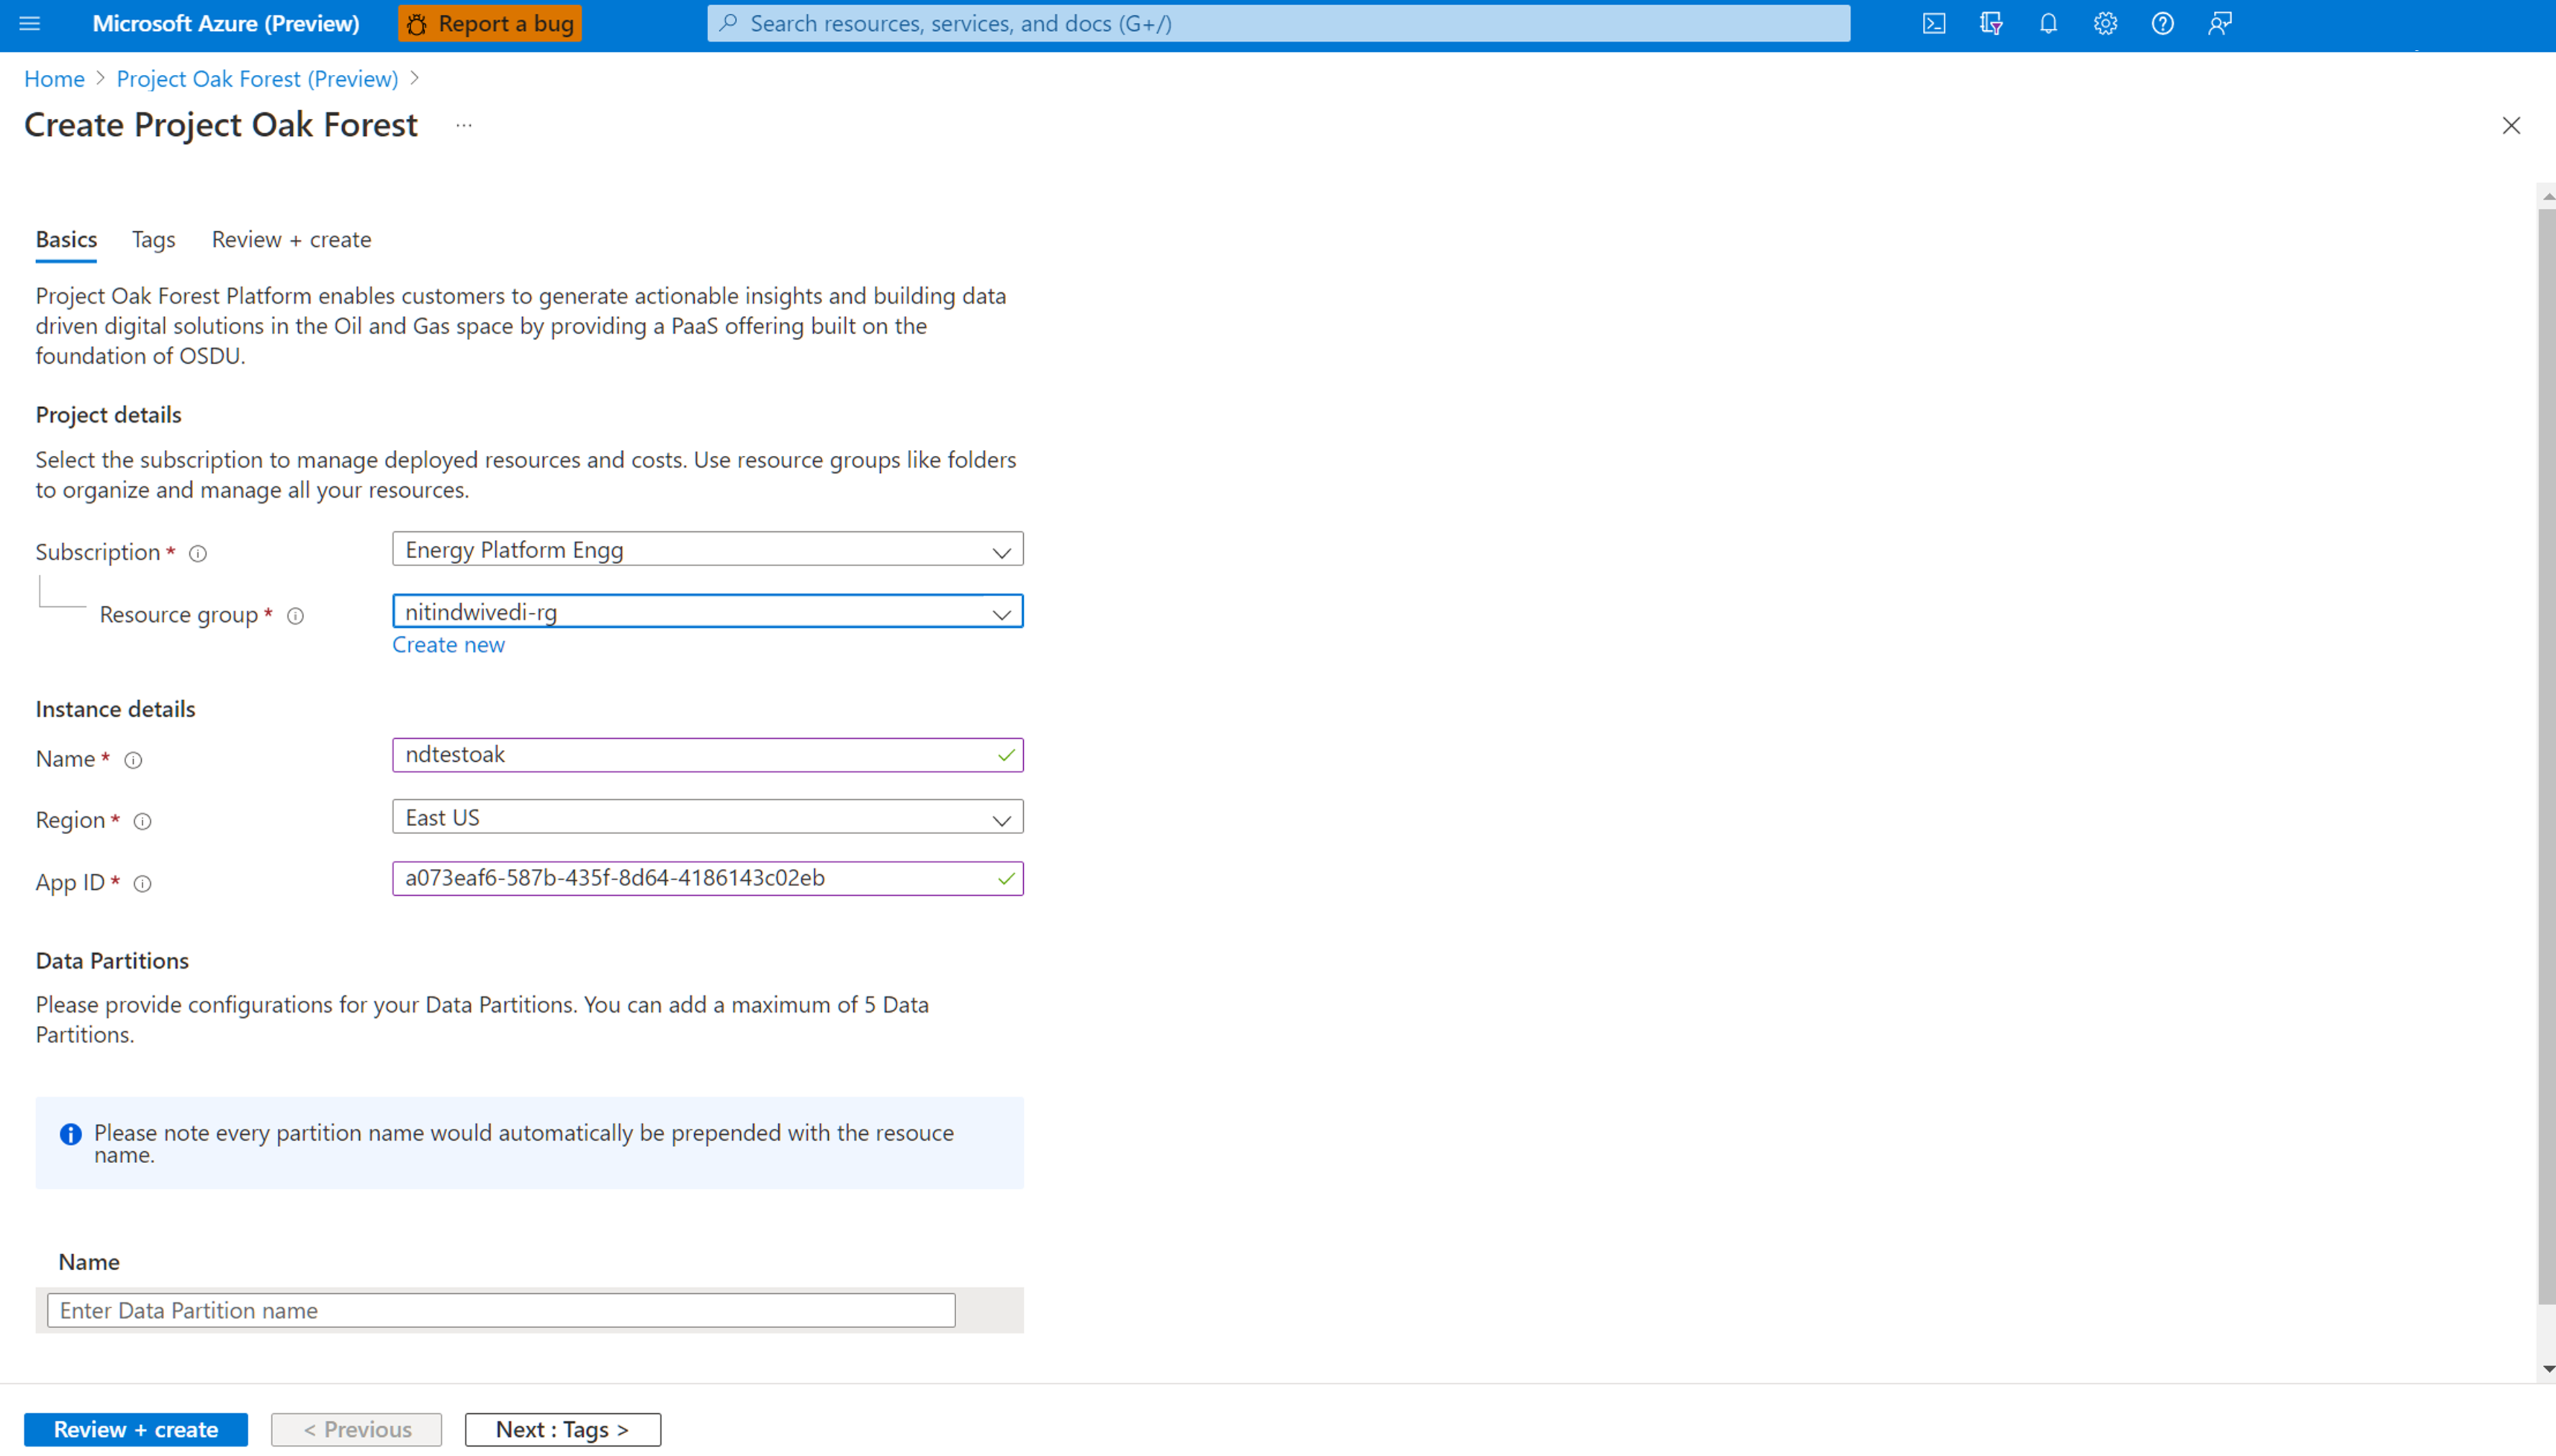 Microsoft Azure (Preview)
Report a bug
Search resources, services, and docs (G+/)
Home > Project Oak Forest (Preview) >
Create Project Oak Forest ...
Basics
Tags
Review + create
Project Oak Forest Platform enables customers to generate actionable insights and building data
driven digital solutions in the Oil and Gas space by providing a PaaS offering built on the
foundation of OSDU.
Project details
Select the subscription to manage deployed resources and costs. Use resource groups like folders
to organize and manage all your resources.
Subscription *
Energy Platform Engg
Resource group *
nitindwivedi-rg
Create new
Instance details
Name *
ndtestoak
Region *
East US
App ID *
a073eaf6-587b-435f-8d64-4186143c02eb
Data Partitions
Please provide configurations for your Data Partitions. You can add a maximum of 5 Data
Partitions.
Please note every partition name would automatically be prepended with the resouce
name.
Name
Enter Data Partition name
Review + create
< Previous
Next : Tags >